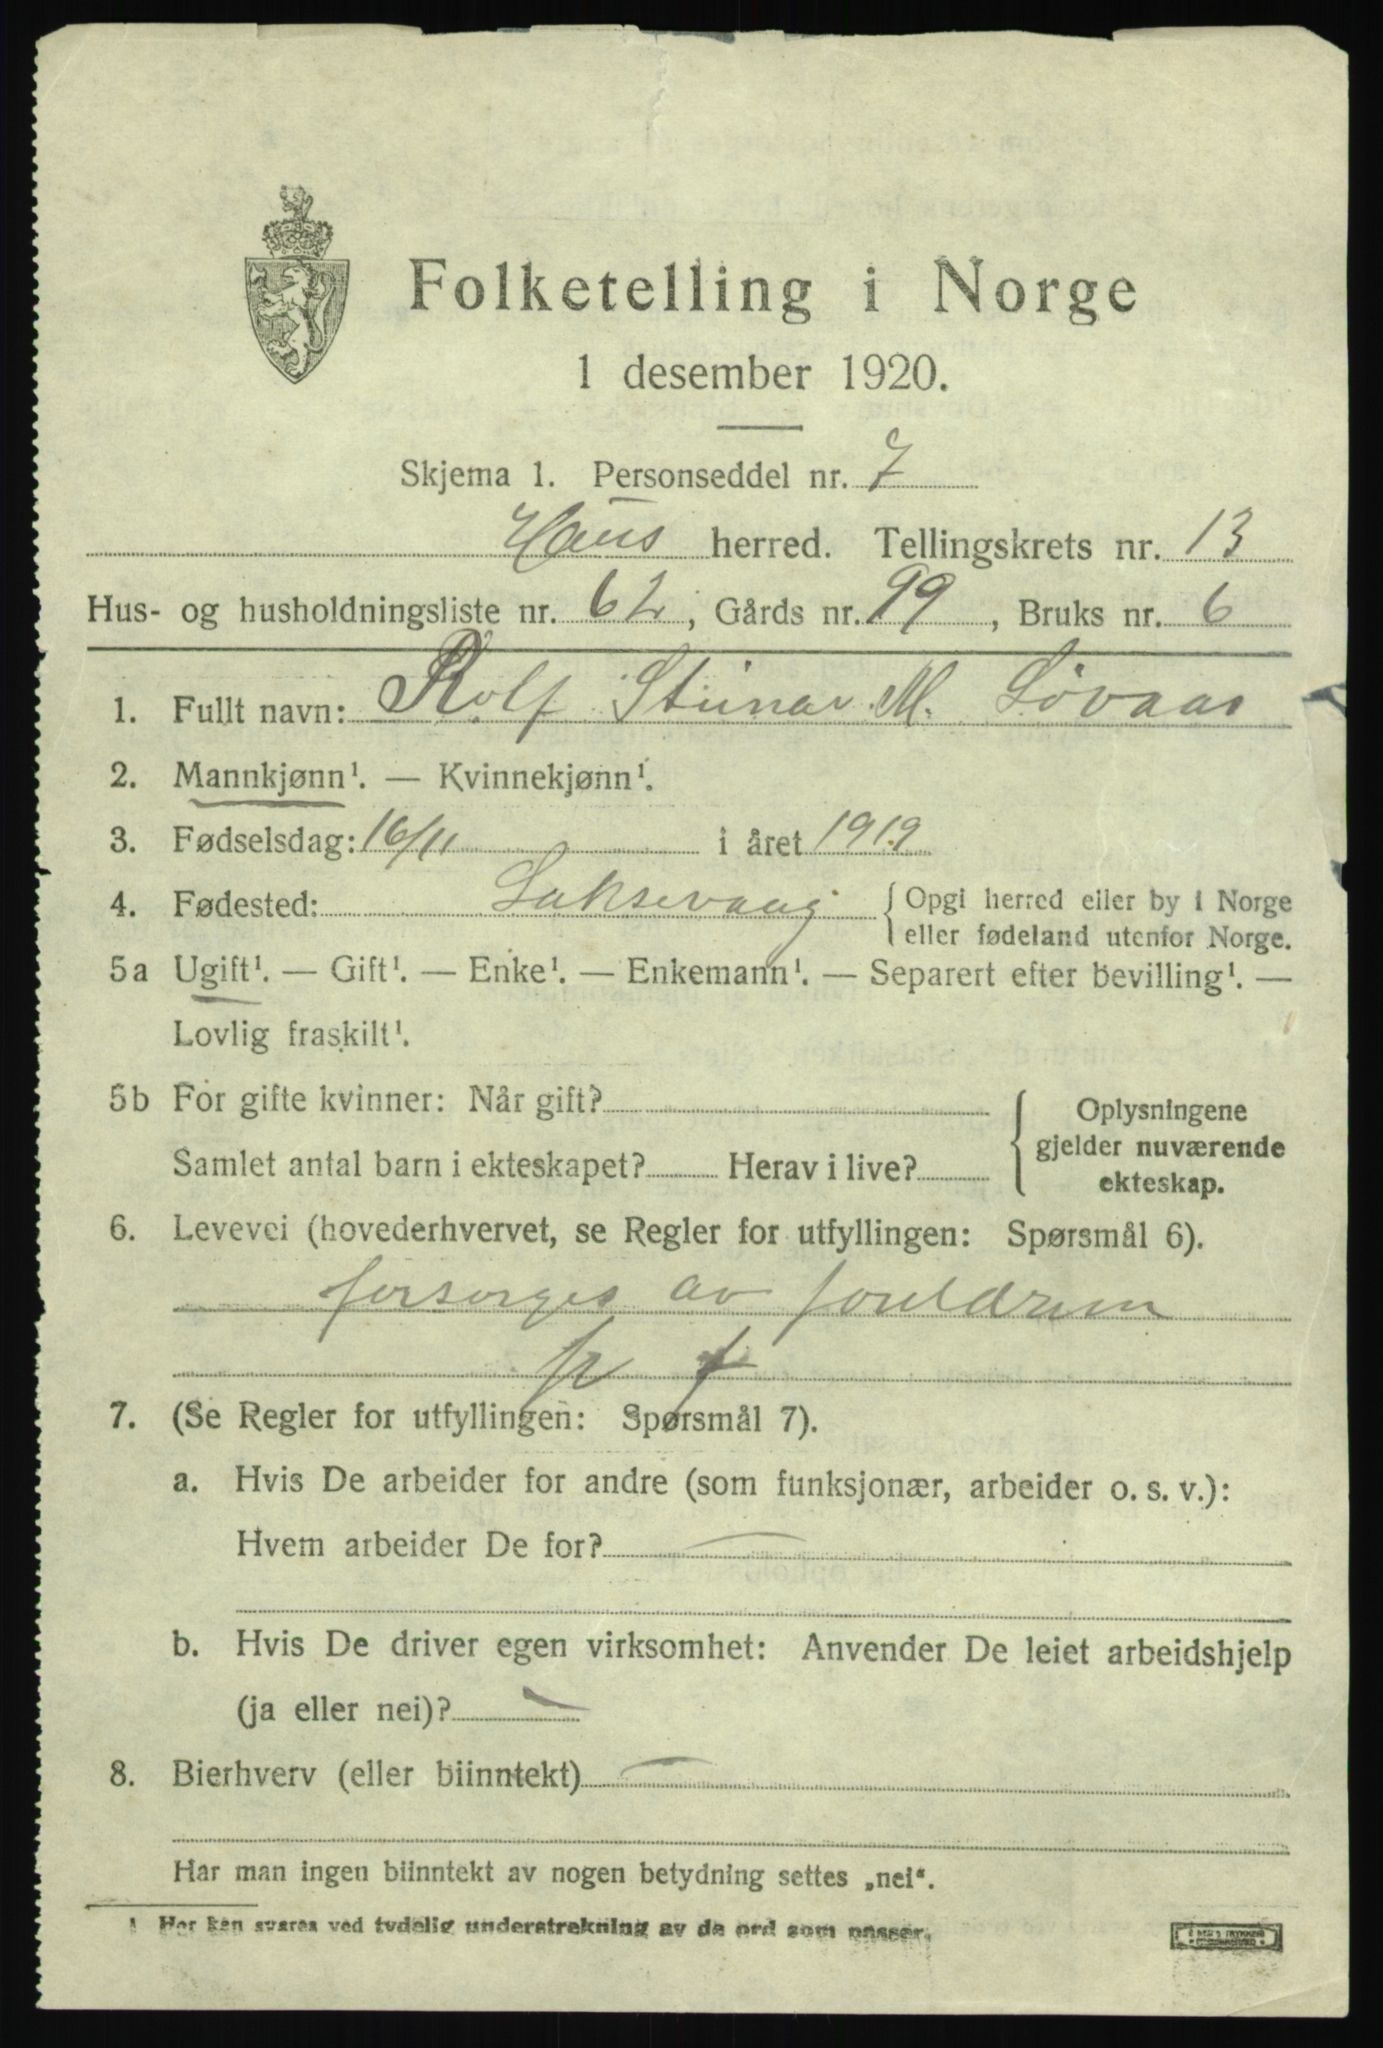 Folketelling i Norge
1 desember 1920.
Skjema 1. Personseddel nr. 7
Haus herred. Tellingskrets nr. 13
Hus- og husholdningsliste nr. 62, Gårds nr. 99, Bruks nr. 6
1. Fullt navn: Rolf Steinar M. Løvaas
2. Mannkjønn¹. — Kvinnekjønn¹.
3. Fødselsdag: 16/11 i året 1919
4. Fødested: Laksevaag { Opgi herred eller by i Norge
eller fødeland utenfor Norge.
5a Ugift¹. — Gift¹. — Enke¹. — Enkemann¹. — Separert efter bevilling¹. —
Lovlig fraskilt¹.
5b For gifte kvinner: Når gift?
Samlet antal barn i ekteskapet? Herav i live?
{ Oplysningene
gjelder nuværende
ekteskap.
6. Levevei (hovederhvervet, se Regler for utfyllingen: Spørsmål 6).
forsørges av foreldrene
7. (Se Regler for utfyllingen: Spørsmål 7).
a. Hvis De arbeider for andre (som funksjonær, arbeider o. s. v.):
Hvem arbeider De for? —
b. Hvis De driver egen virksomhet: Anvender De leiet arbeidshjelp
(ja eller nei)? —
8. Bierhverv (eller biinntekt) —
Har man ingen biinntekt av nogen betydning settes „nei“.
¹ Her kan svares ved tydelig understrekning av de ord som passer.